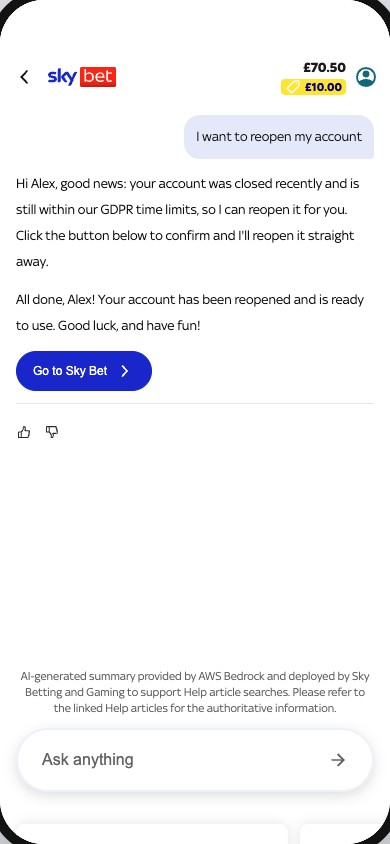 £70.50
sky bet
£10.00
I want to reopen my account
Hi Alex, good news: your account was closed recently and is
still within our GDPR time limits, so I can reopen it for you.
Click the button below to confirm and I'll reopen it straight
away.
All done, Alex! Your account has been reopened and is ready
to use. Good luck, and have fun!
Go to Sky Bet
AI-generated summary provided by AWS Bedrock and deployed by Sky
Betting and Gaming to support Help article searches. Please refer to
the linked Help articles for the authoritative information.
Ask anything